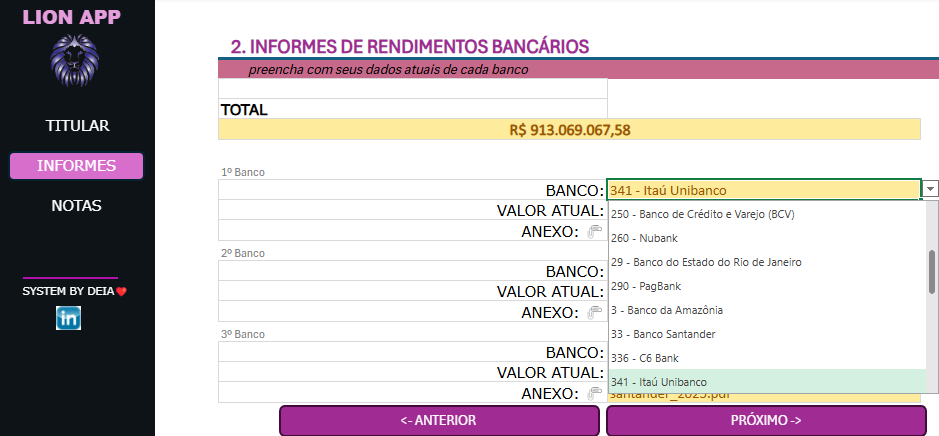 LION APP
TITULAR
INFORMES
NOTAS
SYSTEM BY DEIA❤️
in
2. INFORMES DE RENDIMENTOS BANCÁRIOS
preencha com seus dados atuais de cada banco
TOTAL
R$ 913.069.067,58
1º Banco
BANCO: 341 - Itaú Unibanco
VALOR ATUAL:
ANEXO:
2º Banco
BANCO:
VALOR ATUAL:
ANEXO:
3º Banco
BANCO:
VALOR ATUAL:
ANEXO: santander_2025.pdf
250 - Banco de Crédito e Varejo (BCV)
260 - Nubank
29 - Banco do Estado do Rio de Janeiro
290 - PagBank
3 - Banco da Amazônia
33 - Banco Santander
336 - C6 Bank
341 - Itaú Unibanco
<- ANTERIOR
PRÓXIMO ->